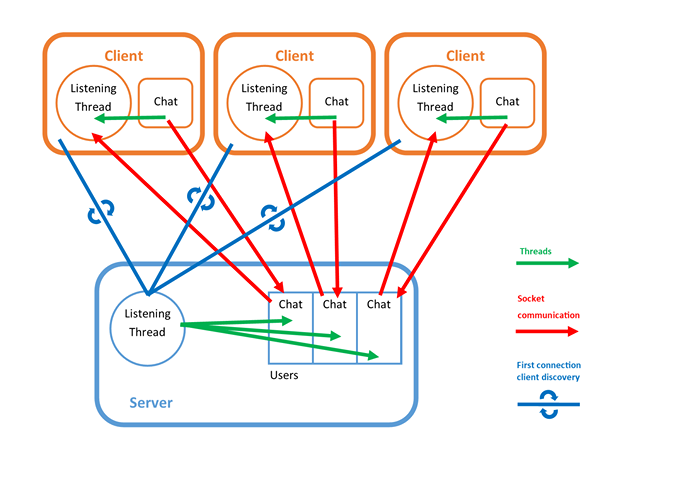 Client
Listening
Thread
Chat
Client
Listening
Thread
Chat
Client
Listening
Thread
Chat
Threads
Socket
communication
First connection
client discovery
Listening
Thread
Chat
Chat
Chat
Users
Server